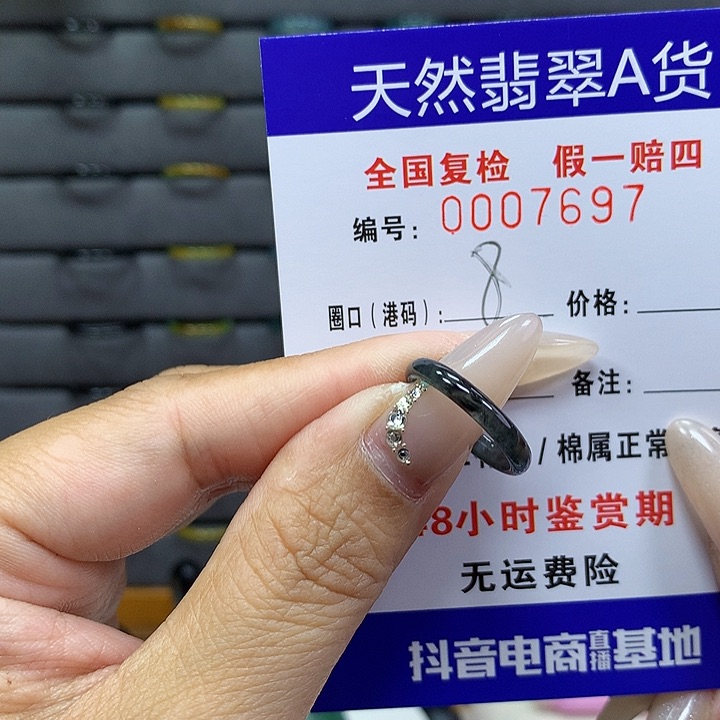 天然翡翠A货
全国复检 假一赔四
编号: 0007697
圈口(港码): 8 价格:
备注:
/棉属正常
8小时鉴赏期
无运费险
抖音电商直播基地